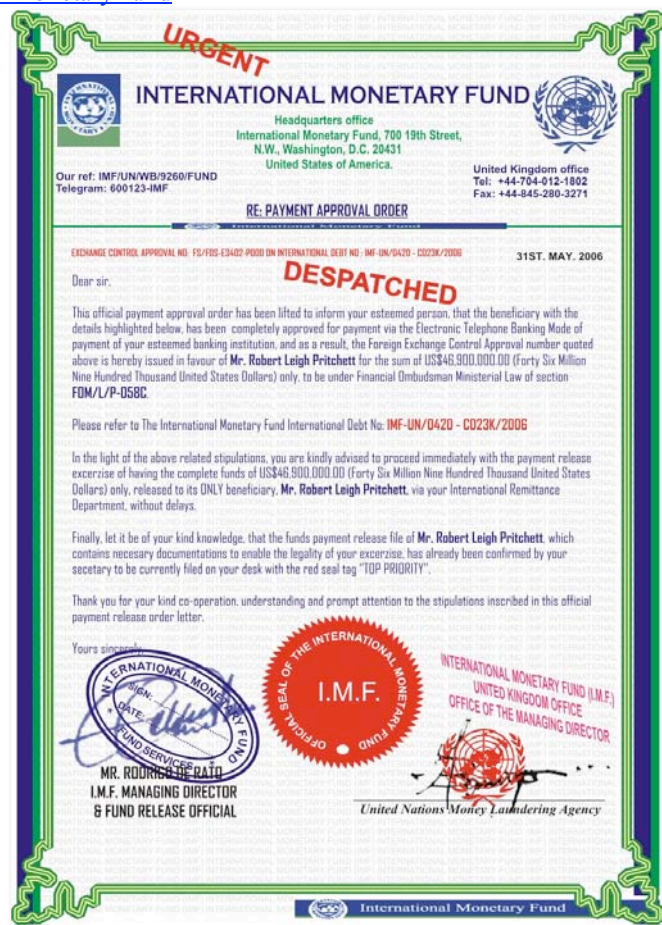 URGENT
INTERNATIONAL MONETARY FUND
Headquarters office
International Monetary Fund, 700 19th Street,
N.W., Washington, D.C. 20431
United States of America.
Our ref: IMF/UN/WB/9260/FUND
Telegram: 600123-IMF
United Kingdom office
Tel: +44-704-012-1802
Fax: +44-845-280-3271
RE: PAYMENT APPROVAL ORDER
International Monetary Fund
EXCHANGE CONTROL APPROVAL NO: FS/FDS-E3402-P000 ON INTERNATIONAL DEBT NO : IMF-UN/0420 - CD23K/2006
31ST. MAY. 2006
DESPATCHED
Dear sir,
This official payment approval order has been lifted to inform your esteemed person, that the beneficiary with the
details highlighted below, has been completely approved for payment via the Electronic Telephone Banking Mode of
payment of your esteemed banking institution, and as a result, the Foreign Exchange Control Approval number quoted
above is hereby issued in favour of Mr. Robert Leigh Pritchett for the sum of US$46,900,000.00 (Forty Six Million
Nine Hundred Thousand United States Dollars) only, to be under Financial Ombudsman Ministerial Law of section
FOM/L/P-058C.
Please refer to The International Monetary Fund International Debt No: IMF-UN/0420 - CD23K/2006
In the light of the above related stipulations, you are kindly advised to proceed immediately with the payment release
excerzise of having the complete funds of US$46,900,000.00 (Forty Six Million Nine Hundred Thousand United States
Dollars) only, released to its ONLY beneficiary, Mr. Robert Leigh Pritchett, via your International Remittance
Department, without delays.
Finally, let it be of your kind knowledge, that the funds payment release file of Mr. Robert Leigh Pritchett, which
contains necesary documentations to enable the legality of your excerzise, has already been confirmed by your
secetary to be currently filed on your desk with the red seal tag "TOP PRIORITY".
Thank you for your kind co-operation, understanding and prompt attention to the stipulations inscribed in this official
payment release order letter.
Yours sincerely,
INTERNATIONAL MONETARY FUND
SIGN:
DATE:
FUND SERVICES
OFFICIAL SEAL OF THE INTERNATIONAL MONETARY FUND
I.M.F.
INTERNATIONAL MONETARY FUND (I.M.F.)
UNITED KINGDOM OFFICE
OFFICE OF THE MANAGING DIRECTOR
MR. RODRIGO DE RATO
I.M.F. MANAGING DIRECTOR
& FUND RELEASE OFFICIAL
United Nations Money Laundering Agency
International Monetary Fund